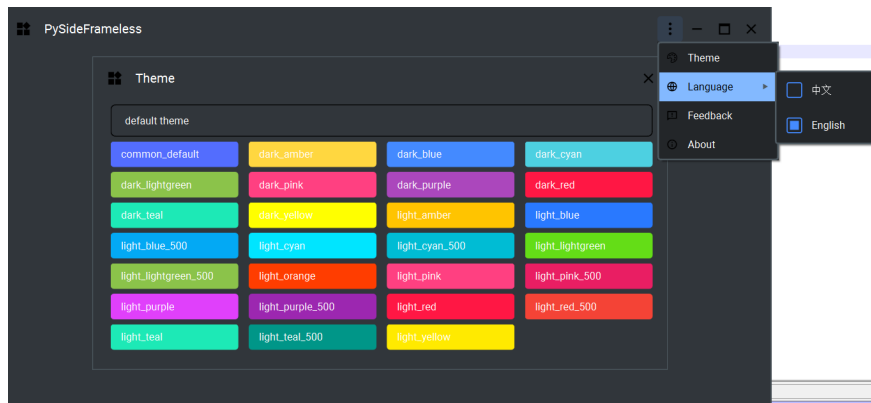 PySideFrameless
Theme
default theme
common_default dark_amber dark_blue dark_cyan
dark_lightgreen dark_pink dark_purple dark_red
dark_teal dark_yellow light_amber light_blue
light_blue_500 light_cyan light_cyan_500 light_lightgreen
light_lightgreen_500 light_orange light_pink light_pink_500
light_purple light_purple_500 light_red light_red_500
light_teal light_teal_500 light_yellow
Theme
Language
Feedback
About
中文
English